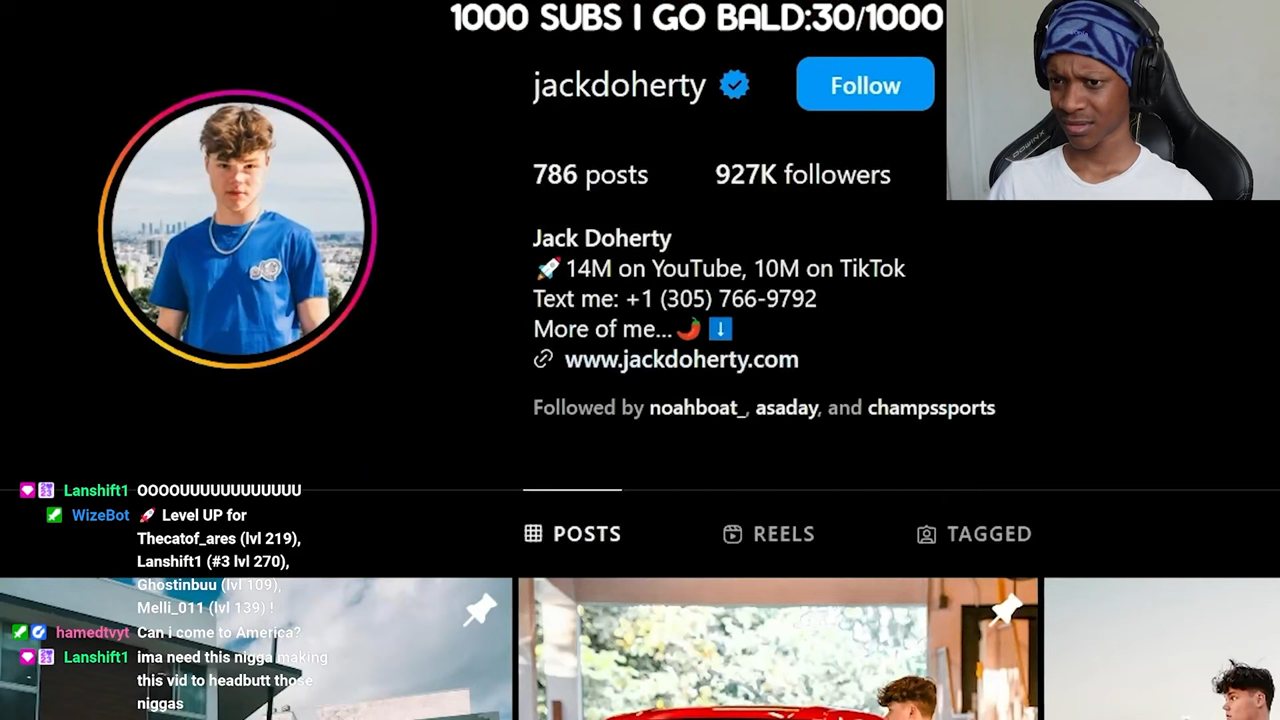 1000 SUBS I GO BALD:30/1000
jackdoherty
Follow
786 posts 927K followers
Jack Doherty
🚀 14M on YouTube, 10M on TikTok
Text me: +1 (305) 766-9792
More of me...🌶️ ⬇️
www.jackdoherty.com
Followed by noahboat_, asaday, and champssports
POSTS REELS TAGGED
Lanshift1 OOOOUUUUUUUUUUUU
WizeBot 🚀 Level UP for
Thecatof_ares (lvl 219),
Lanshift1 (#3 lvl 270),
Ghostinbuu (lvl 109),
Melli_011 (lvl 139) !
hamedtvyt Can i come to America?
Lanshift1 ima need this nigga making
this vid to headbutt those
niggas
DOWINX